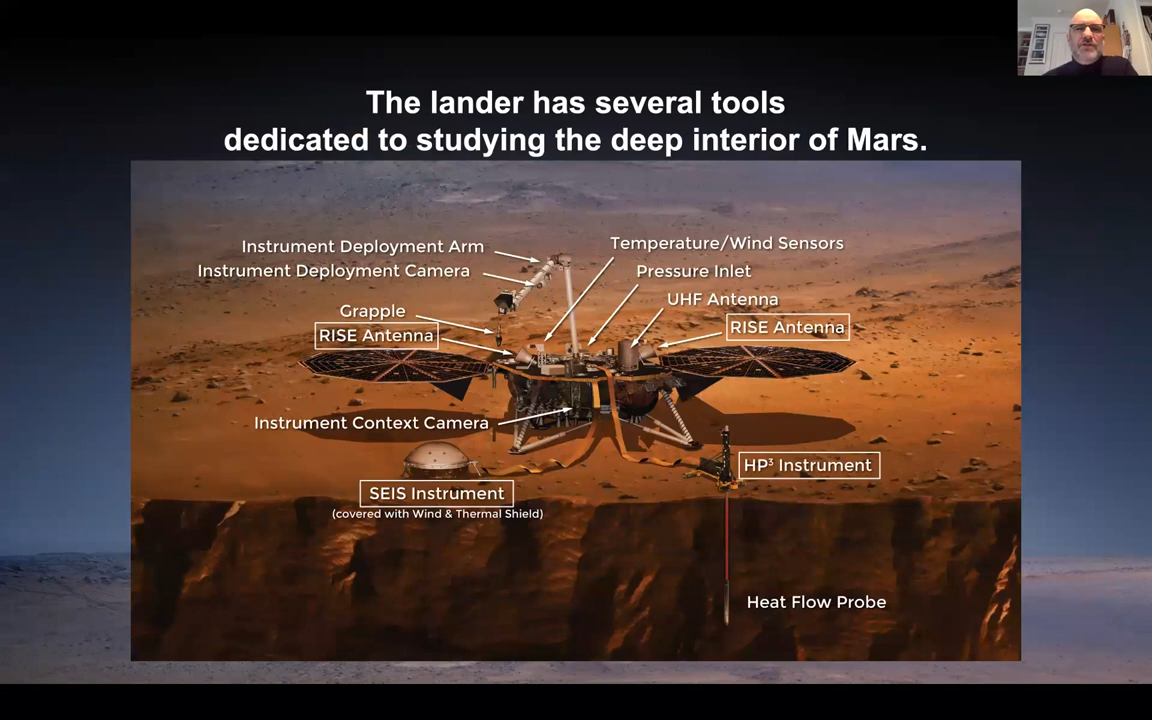 The lander has several tools
dedicated to studying the deep interior of Mars.
Instrument Deployment Arm
Temperature/Wind Sensors
Instrument Deployment Camera
Pressure Inlet
UHF Antenna
Grapple
RISE Antenna
RISE Antenna
Instrument Context Camera
HP³ Instrument
SEIS Instrument
(covered with Wind & Thermal Shield)
Heat Flow Probe